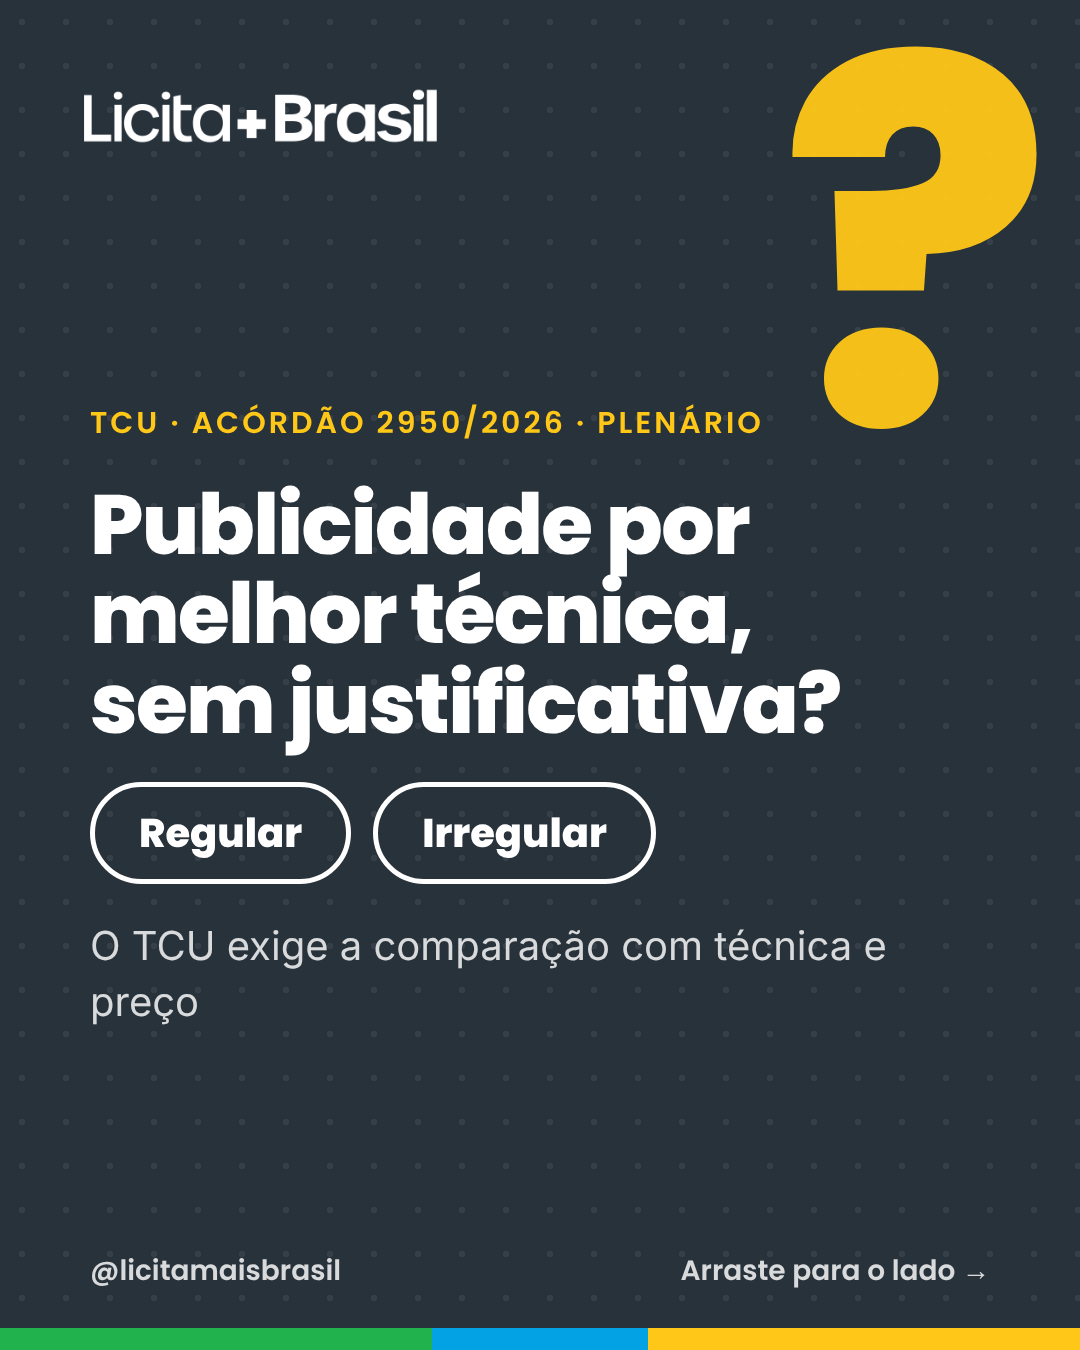 Licita+Brasil
?
TCU · ACÓRDÃO 2950/2026 · PLENÁRIO
Publicidade por
melhor técnica,
sem justificativa?
Regular Irregular
O TCU exige a comparação com técnica e
preço
@licitamaisbrasil Arraste para o lado →